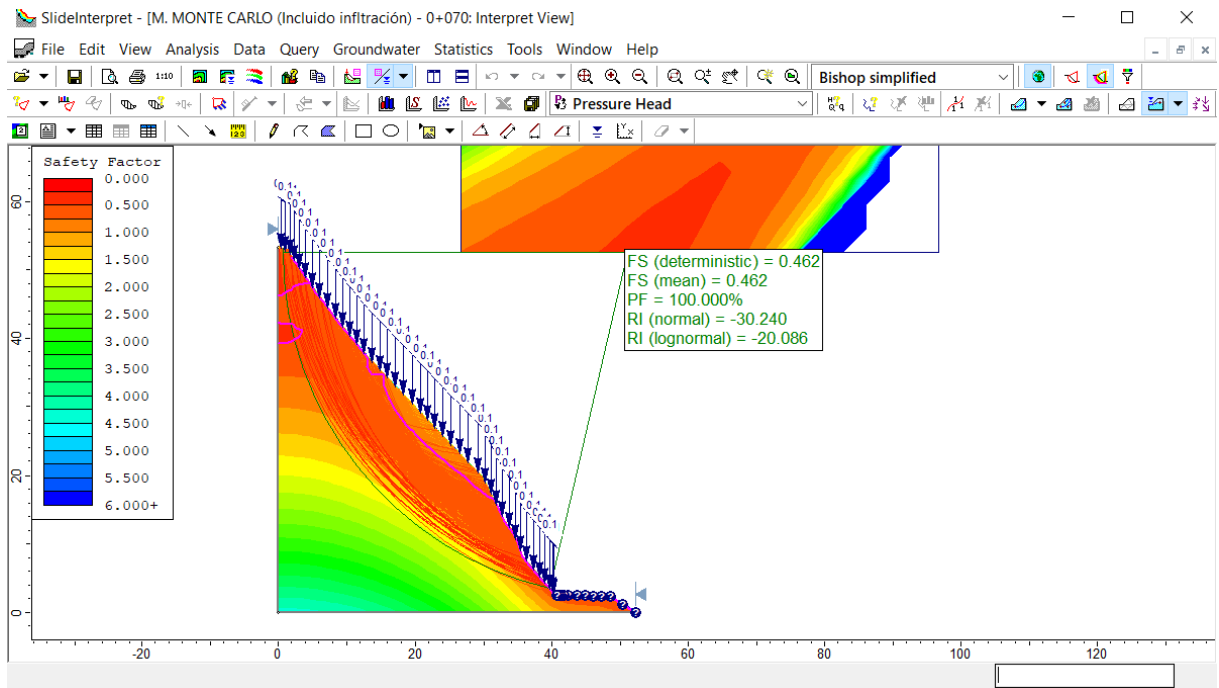 SlideInterpret - [M. MONTE CARLO (Incluido infltración) - 0+070: Interpret View]
File Edit View Analysis Data Query Groundwater Statistics Tools Window Help
1:10
Bishop simplified
Pressure Head
Safety Factor
0.000
0.500
1.000
1.500
2.000
2.500
3.000
3.500
4.000
4.500
5.000
5.500
6.000+
FS (deterministic) = 0.462
FS (mean) = 0.462
PF = 100.000%
RI (normal) = -30.240
RI (lognormal) = -20.086
60
40
20
0
-20 0 20 40 60 80 100 120